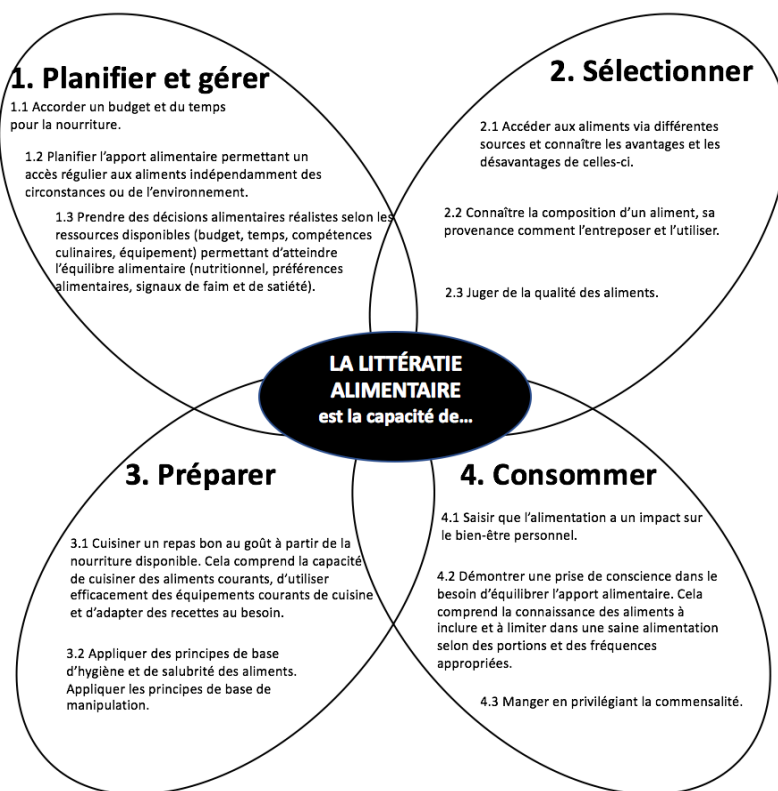 1. Planifier et gérer
1.1 Accorder un budget et du temps
pour la nourriture.
1.2 Planifier l’apport alimentaire permettant un
accès régulier aux aliments indépendamment des
circonstances ou de l’environnement.
1.3 Prendre des décisions alimentaires réalistes selon les
ressources disponibles (budget, temps, compétences
culinaires, équipement) permettant d’atteindre
l’équilibre alimentaire (nutritionnel, préférences
alimentaires, signaux de faim et de satiété).
2. Sélectionner
2.1 Accéder aux aliments via différentes
sources et connaître les avantages et les
désavantages de celles-ci.
2.2 Connaître la composition d’un aliment, sa
provenance comment l’entreposer et l’utiliser.
2.3 Juger de la qualité des aliments.
LA LITTÉRATIE
ALIMENTAIRE
est la capacité de...
3. Préparer
3.1 Cuisiner un repas bon au goût à partir de la
nourriture disponible. Cela comprend la capacité
de cuisiner des aliments courants, d’utiliser
efficacement des équipements courants de cuisine
et d’adapter des recettes au besoin.
3.2 Appliquer des principes de base
d’hygiène et de salubrité des aliments.
Appliquer les principes de base de
manipulation.
4. Consommer
4.1 Saisir que l’alimentation a un impact sur
le bien-être personnel.
4.2 Démontrer une prise de conscience dans le
besoin d’équilibrer l’apport alimentaire. Cela
comprend la connaissance des aliments à
inclure et à limiter dans une saine alimentation
selon des portions et des fréquences
appropriées.
4.3 Manger en privilégiant la commensalité.